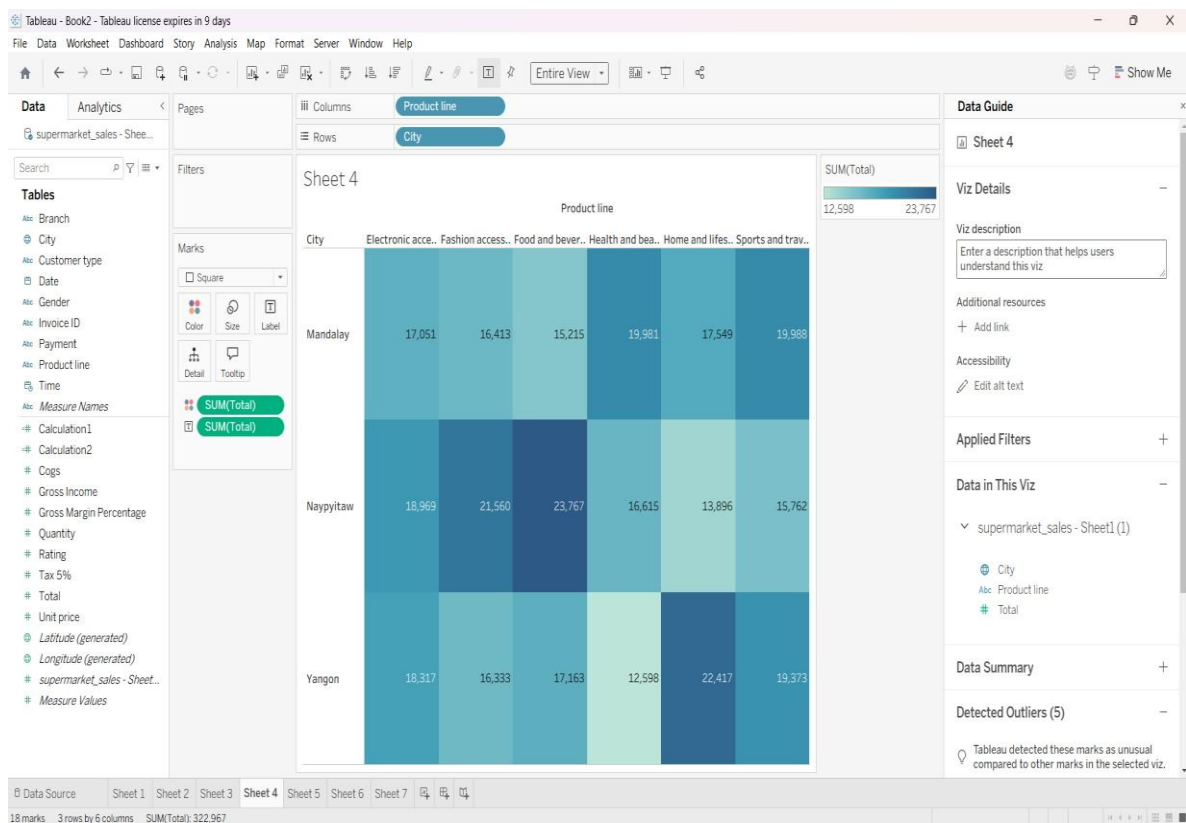 Tableau - Book2 - Tableau license expires in 9 days
File Data Worksheet Dashboard Story Analysis Map Format Server Window Help
Entire View
Show Me
Data Analytics
supermarket_sales - Shee...
Search
Tables
Abc Branch
City
Abc Customer type
Date
Abc Gender
Abc Invoice ID
Abc Payment
Abc Product line
Time
Abc Measure Names
Calculation1
Calculation2
Cogs
Gross Income
Gross Margin Percentage
Quantity
Rating
Tax 5%
Total
Unit price
Latitude (generated)
Longitude (generated)
supermarket_sales - Sheet...
Measure Values
Pages
Filters
Marks
Square
Color Size Label
Detail Tooltip
SUM(Total)
SUM(Total)
Columns Product line
Rows City
Sheet 4
Product line
City Electronic acce.. Fashion access.. Food and bever.. Health and bea.. Home and lifes.. Sports and trav..
Mandalay 17,051 16,413 15,215 19,981 17,549 19,988
Naypyitaw 18,969 21,560 23,767 16,615 13,896 15,762
Yangon 18,317 16,333 17,163 12,598 22,417 19,373
SUM(Total)
12,598 23,767
Data Guide
Sheet 4
Viz Details
Viz description
Enter a description that helps users
understand this viz
Additional resources
+ Add link
Accessibility
Edit alt text
Applied Filters
Data in This Viz
supermarket_sales - Sheet1 (1)
City
Abc Product line
# Total
Data Summary
Detected Outliers (5)
Tableau detected these marks as unusual
compared to other marks in the selected viz.
Data Source Sheet 1 Sheet 2 Sheet 3 Sheet 4 Sheet 5 Sheet 6 Sheet 7
18 marks 3 rows by 6 columns SUM(Total): 322,967